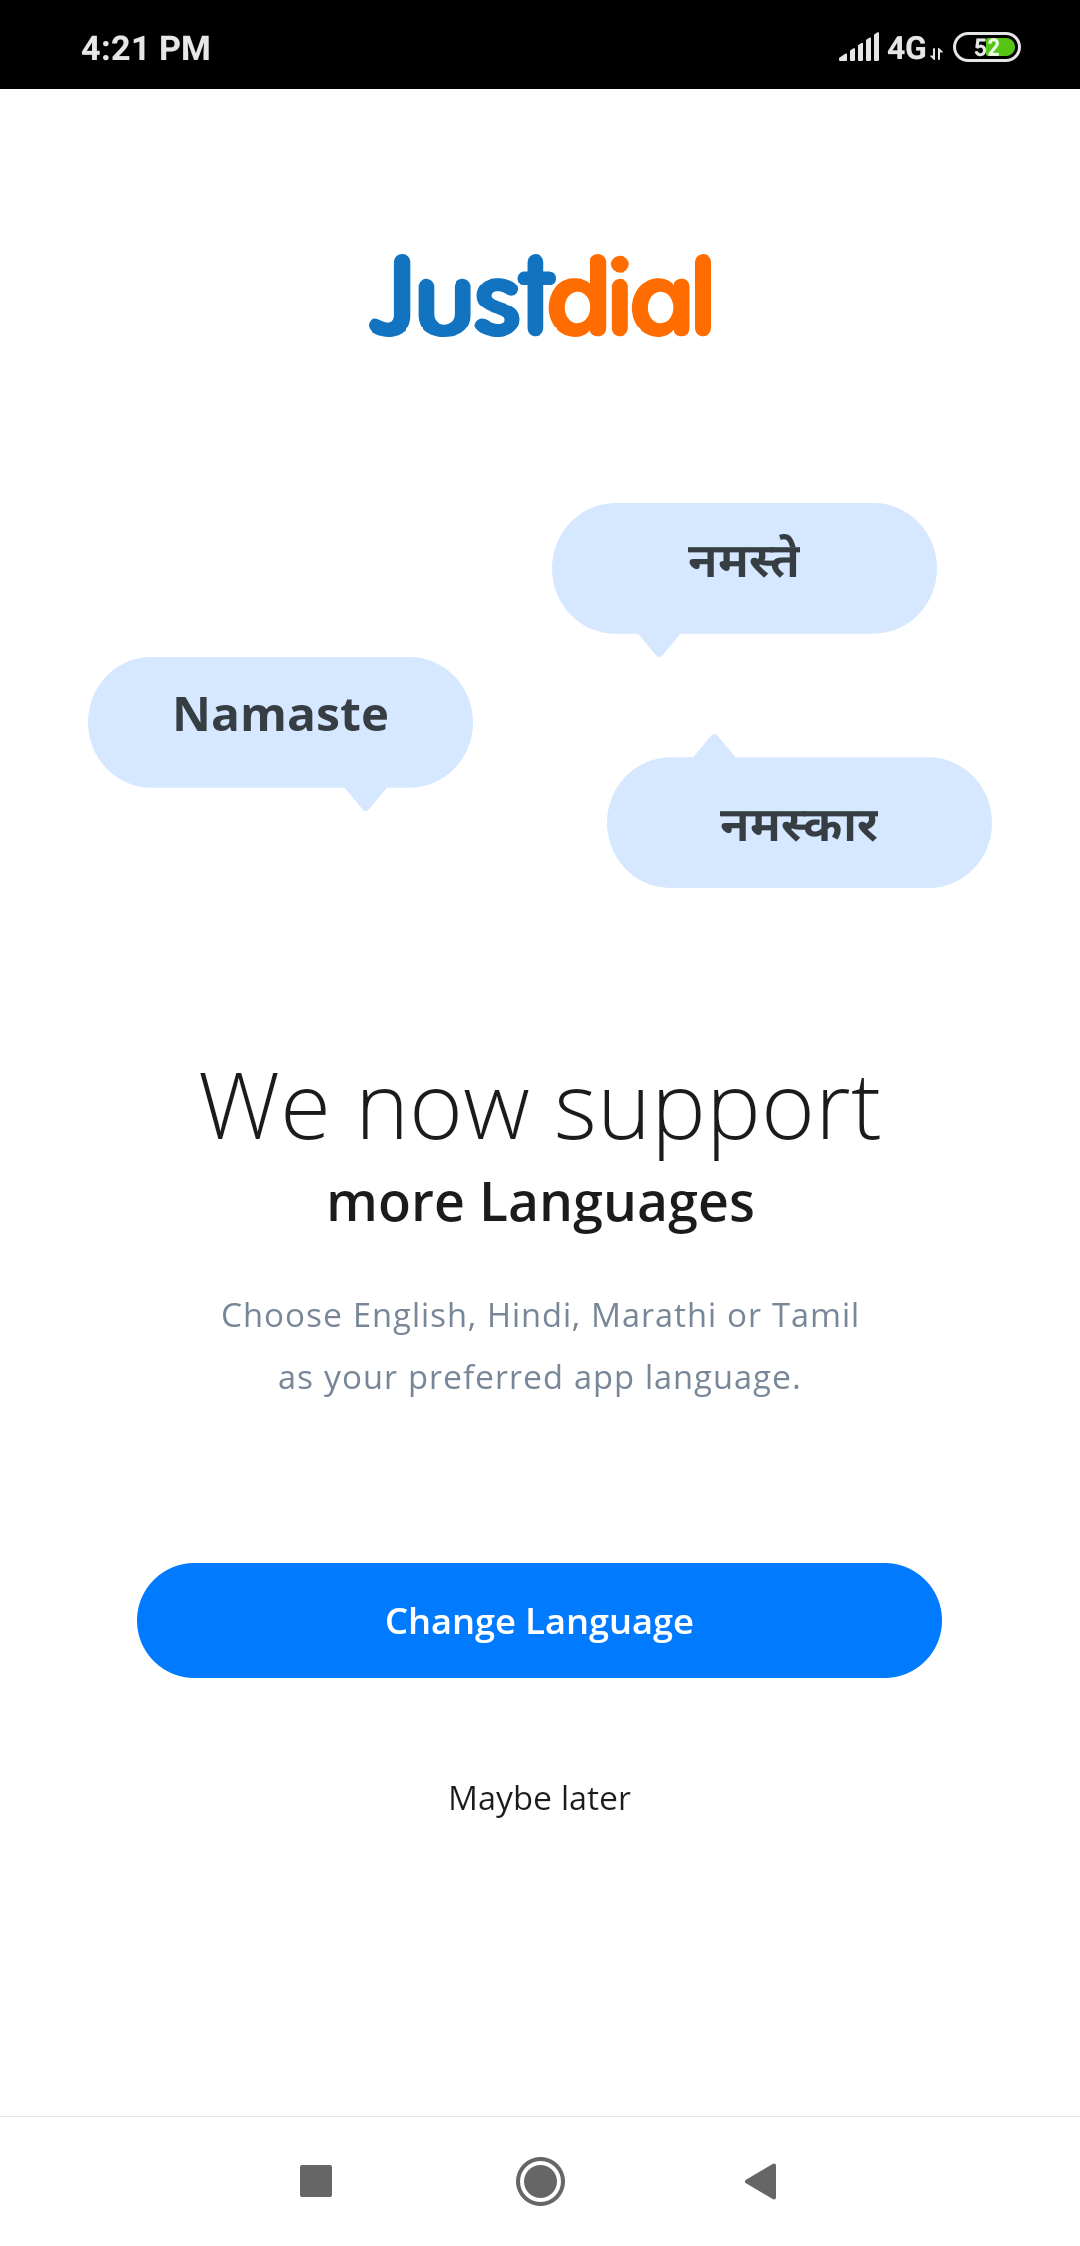 4:21 PM 4G 52
Justdial
नमस्ते
Namaste
नमस्कार
We now support
more Languages
Choose English, Hindi, Marathi or Tamil
as your preferred app language.
Change Language
Maybe later